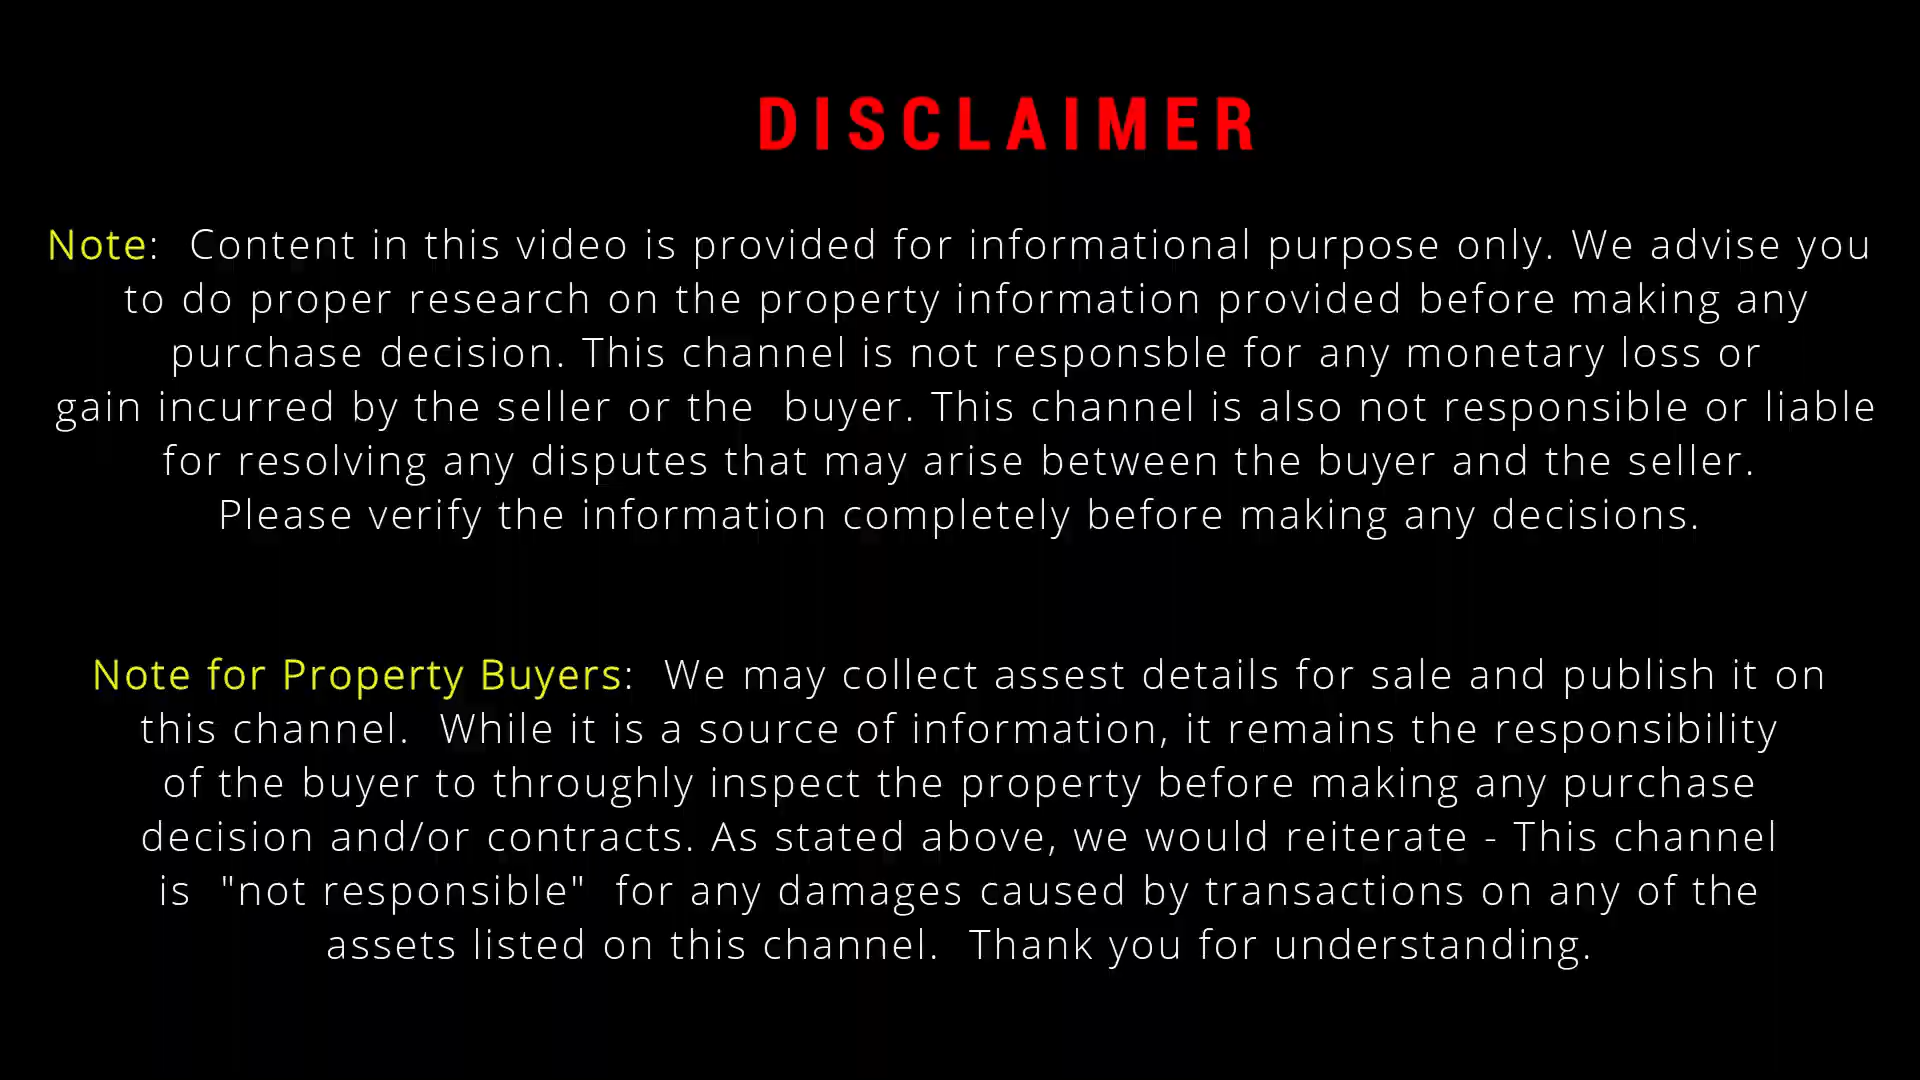 DISCLAIMER
Note:  Content in this video is provided for informational purpose only. We advise you
to do proper research on the property information provided before making any
purchase decision. This channel is not responsble for any monetary loss or
gain incurred by the seller or the  buyer. This channel is also not responsible or liable
for resolving any disputes that may arise between the buyer and the seller.
Please verify the information completely before making any decisions.
Note for Property Buyers:  We may collect assest details for sale and publish it on
this channel.  While it is a source of information, it remains the responsibility
of the buyer to throughly inspect the property before making any purchase
decision and/or contracts. As stated above, we would reiterate - This channel
is  "not responsible"  for any damages caused by transactions on any of the
assets listed on this channel.  Thank you for understanding.